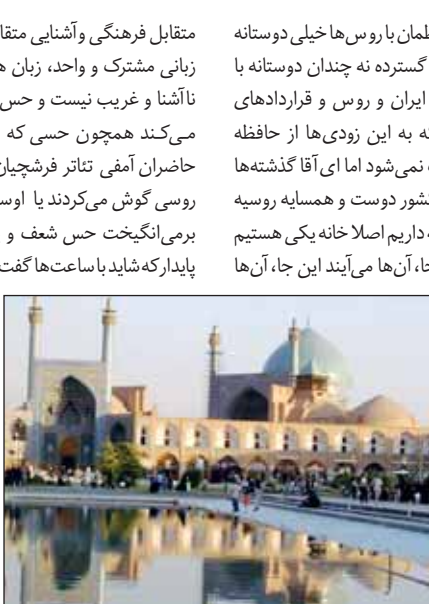 طمان با روس‌ها خیلی دوستانه
گسترده نه چندان دوستانه با
ایران و روس و قراردادهای
که به این زودی‌ها از حافظه
نمی‌شود اما ای آقا گذشته‌ها
کشور دوست و همسایه روسیه
داریم اصلا خانه یکی هستیم
جا، آن‌ها می‌آیند این جا، آن‌ها
متقابل فرهنگی و آشنایی متقا
زبانی مشترک و واحد، زبان ه
ناآشنا و غریب نیست و حس
می‌کند همچون حسی که
حاضران آمفی تئاتر فرشچیان
روسی گوش می‌کردند یا اوس
برمی‌انگیخت حس شعف و
پایدار که شاید با ساعت‌ها گفت